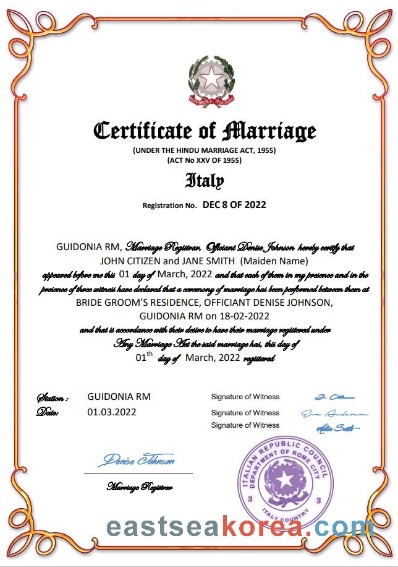 Certificate of Marriage
(UNDER THE HINDU MARRIAGE ACT, 1955)
(ACT No XXV OF 1955)
Italy
Registration No. DEC 8 OF 2022
GUIDONIA RM, Marriage Registrar, Officiant Denise Johnson hereby certify that
JOHN CITIZEN and JANE SMITH (Maiden Name)
appeared before me this 01 day of March, 2022 and that each of them in my presence and in the
presence of three witness have declared that a ceremony of marriage has been performed between them at
BRIDE GROOM'S RESIDENCE, OFFICIANT DENISE JOHNSON,
GUIDONIA RM on 18-02-2022
and that is accordance with their desire to have their marriage registered under
Any Marriage Act the said marriage has, this day of
01th day of March, 2022 registered
Station : GUIDONIA RM
Date: 01.03.2022
Signature of Witness
Signature of Witness
Signature of Witness
Denise Johnson
Marriage Registrar
ITALIAN REPUBLIC COUNCIL
DEPARTMENT OF ROME CITY
3 3
ITALY COUNTRY
eastseakorea.com